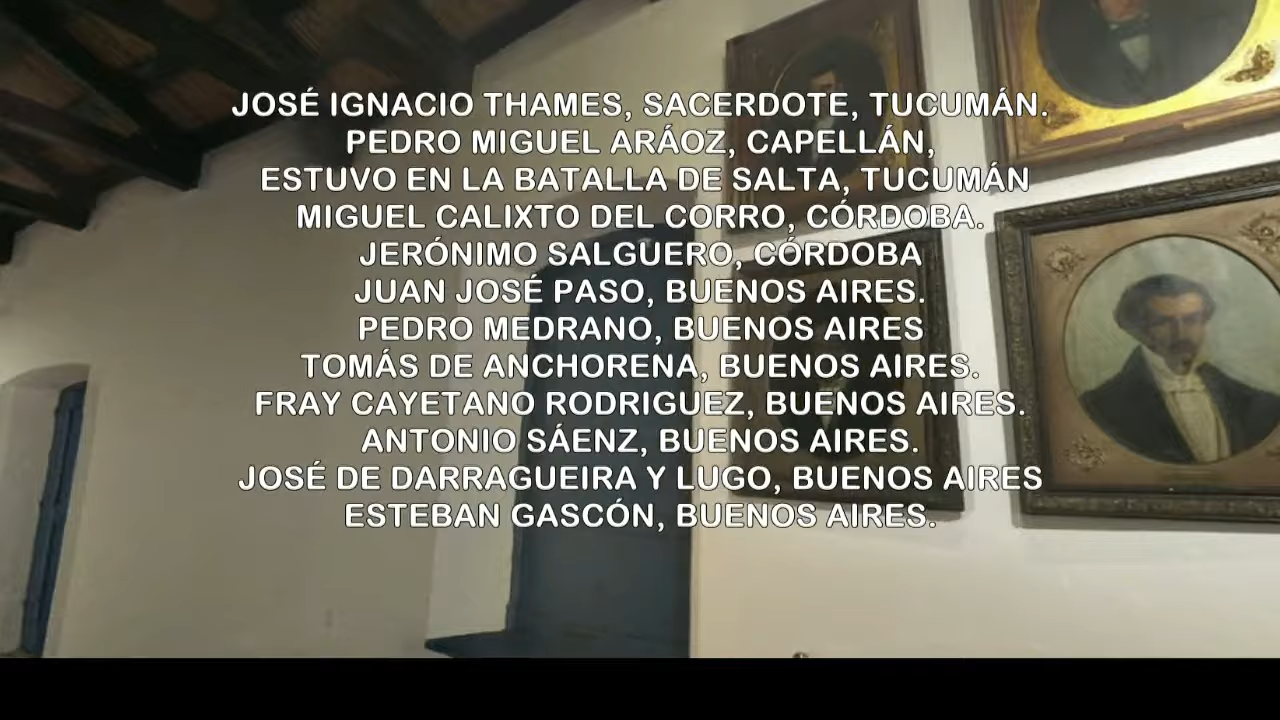 JOSÉ IGNACIO THAMES, SACERDOTE, TUCUMÁN.
PEDRO MIGUEL ARÁOZ, CAPELLÁN,
ESTUVO EN LA BATALLA DE SALTA, TUCUMÁN
MIGUEL CALIXTO DEL CORRO, CÓRDOBA.
JERÓNIMO SALGUERO, CÓRDOBA
JUAN JOSÉ PASO, BUENOS AIRES.
PEDRO MEDRANO, BUENOS AIRES
TOMÁS DE ANCHORENA, BUENOS AIRES.
FRAY CAYETANO RODRIGUEZ, BUENOS AIRES.
ANTONIO SÁENZ, BUENOS AIRES.
JOSÉ DE DARRAGUEIRA Y LUGO, BUENOS AIRES
ESTEBAN GASCÓN, BUENOS AIRES.